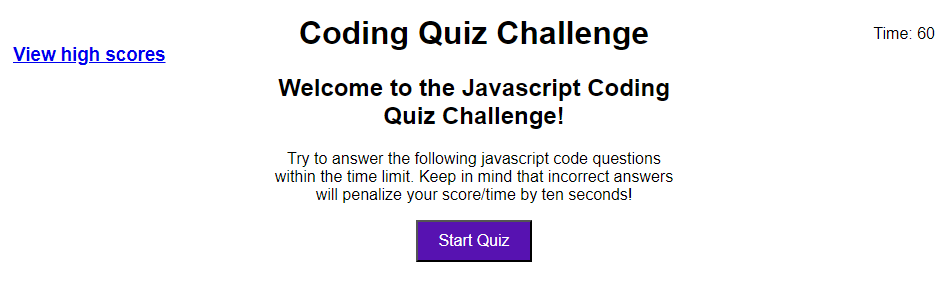 Coding Quiz Challenge
Time: 60
View high scores
Welcome to the Javascript Coding
Quiz Challenge!
Try to answer the following javascript code questions
within the time limit. Keep in mind that incorrect answers
will penalize your score/time by ten seconds!
Start Quiz